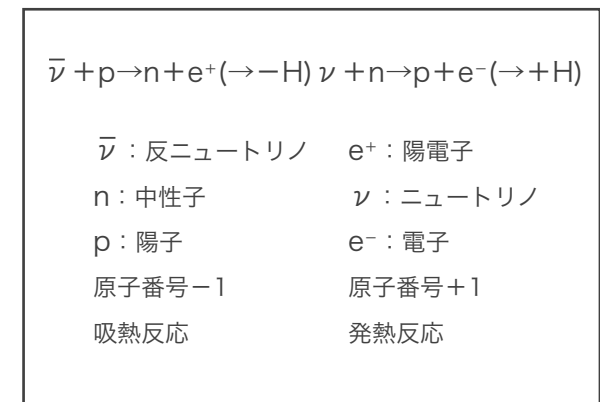 ν̅＋p→n＋e⁺(→－H) ν＋n→p＋e⁻(→＋H)
ν̅：反ニュートリノ　e⁺：陽電子
n：中性子　ν：ニュートリノ
p：陽子　e⁻：電子
原子番号－1　原子番号＋1
吸熱反応　発熱反応